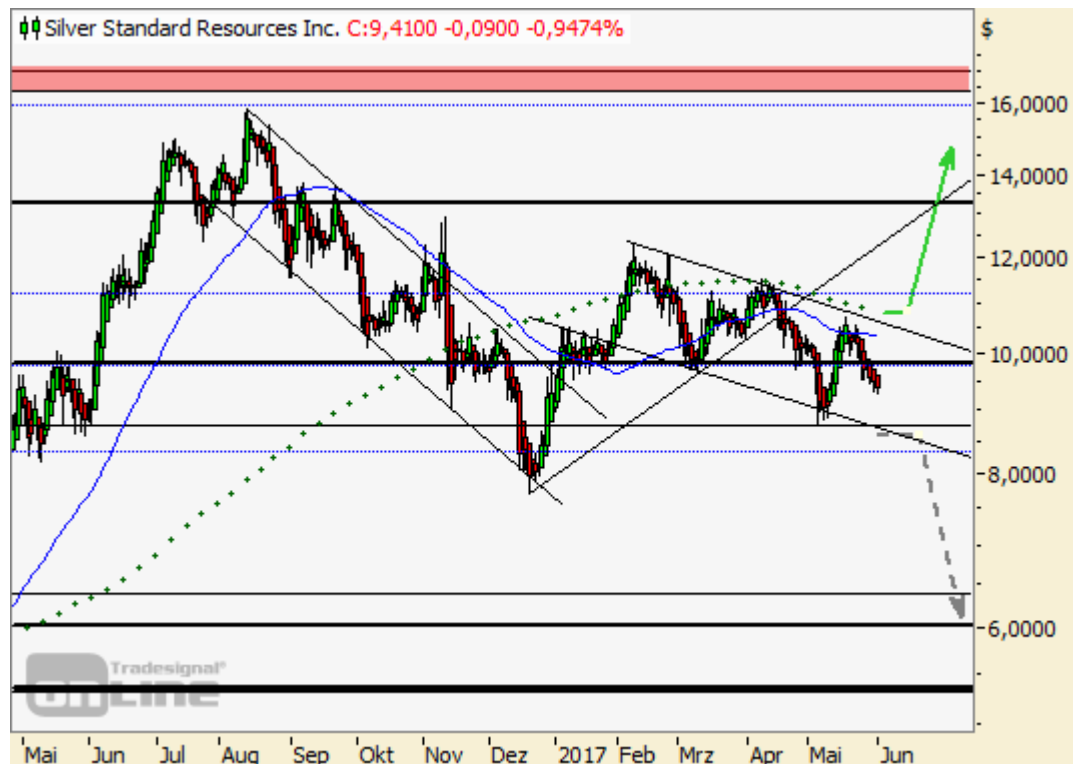 Silver Standard Resources Inc. C:9,4100 -0,0900 -0,9474%
$
16,0000
14,0000
12,0000
10,0000
8,0000
6,0000
Tradesignal®
onLINE
Mai Jun Jul Aug Sep Okt Nov Dez 2017 Feb Mrz Apr Mai Jun